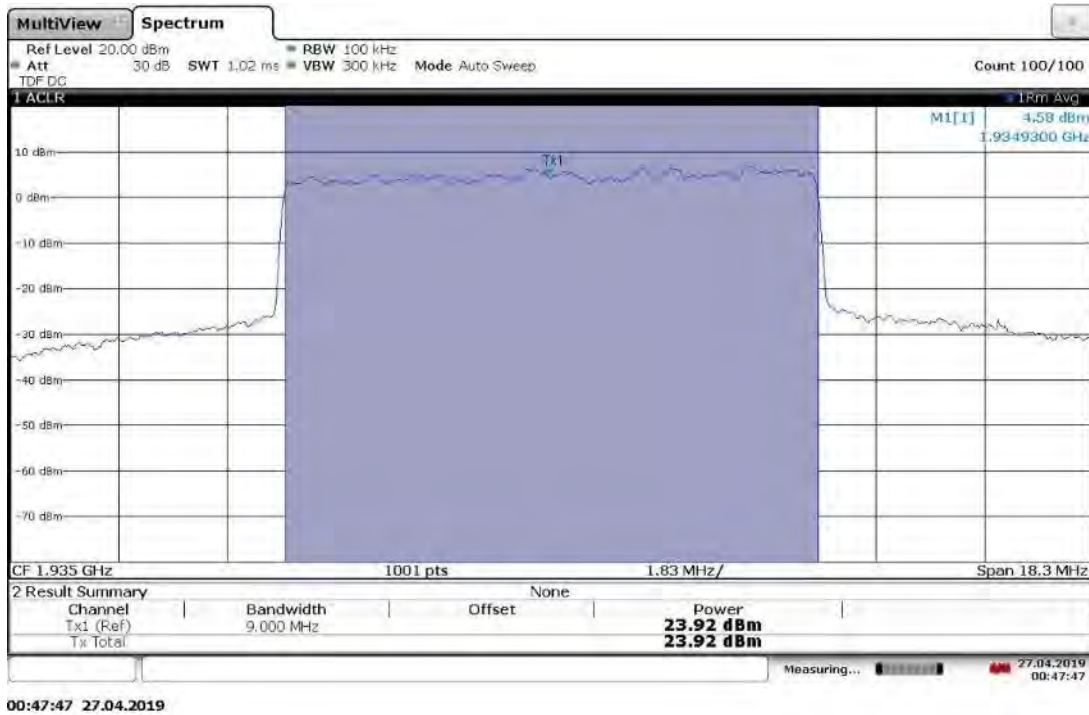 MultiView Spectrum
Ref Level 20.00 dBm RBW 100 kHz
Att 30 dB SWT 1.02 ms VBW 300 kHz Mode Auto Sweep Count 100/100
TDF DC
1 ACLR 1Rm Avg
M1[1] 4.58 dBm
1.9349300 GHz
10 dBm
Tx1
0 dBm
-10 dBm
-20 dBm
-30 dBm
-40 dBm
-50 dBm
-60 dBm
-70 dBm
CF 1.935 GHz 1001 pts 1.83 MHz/ Span 18.3 MHz
2 Result Summary None
Channel Bandwidth Offset Power
Tx1 (Ref) 9.000 MHz 23.92 dBm
Tx Total 23.92 dBm
Measuring... 27.04.2019
00:47:47
00:47:47 27.04.2019